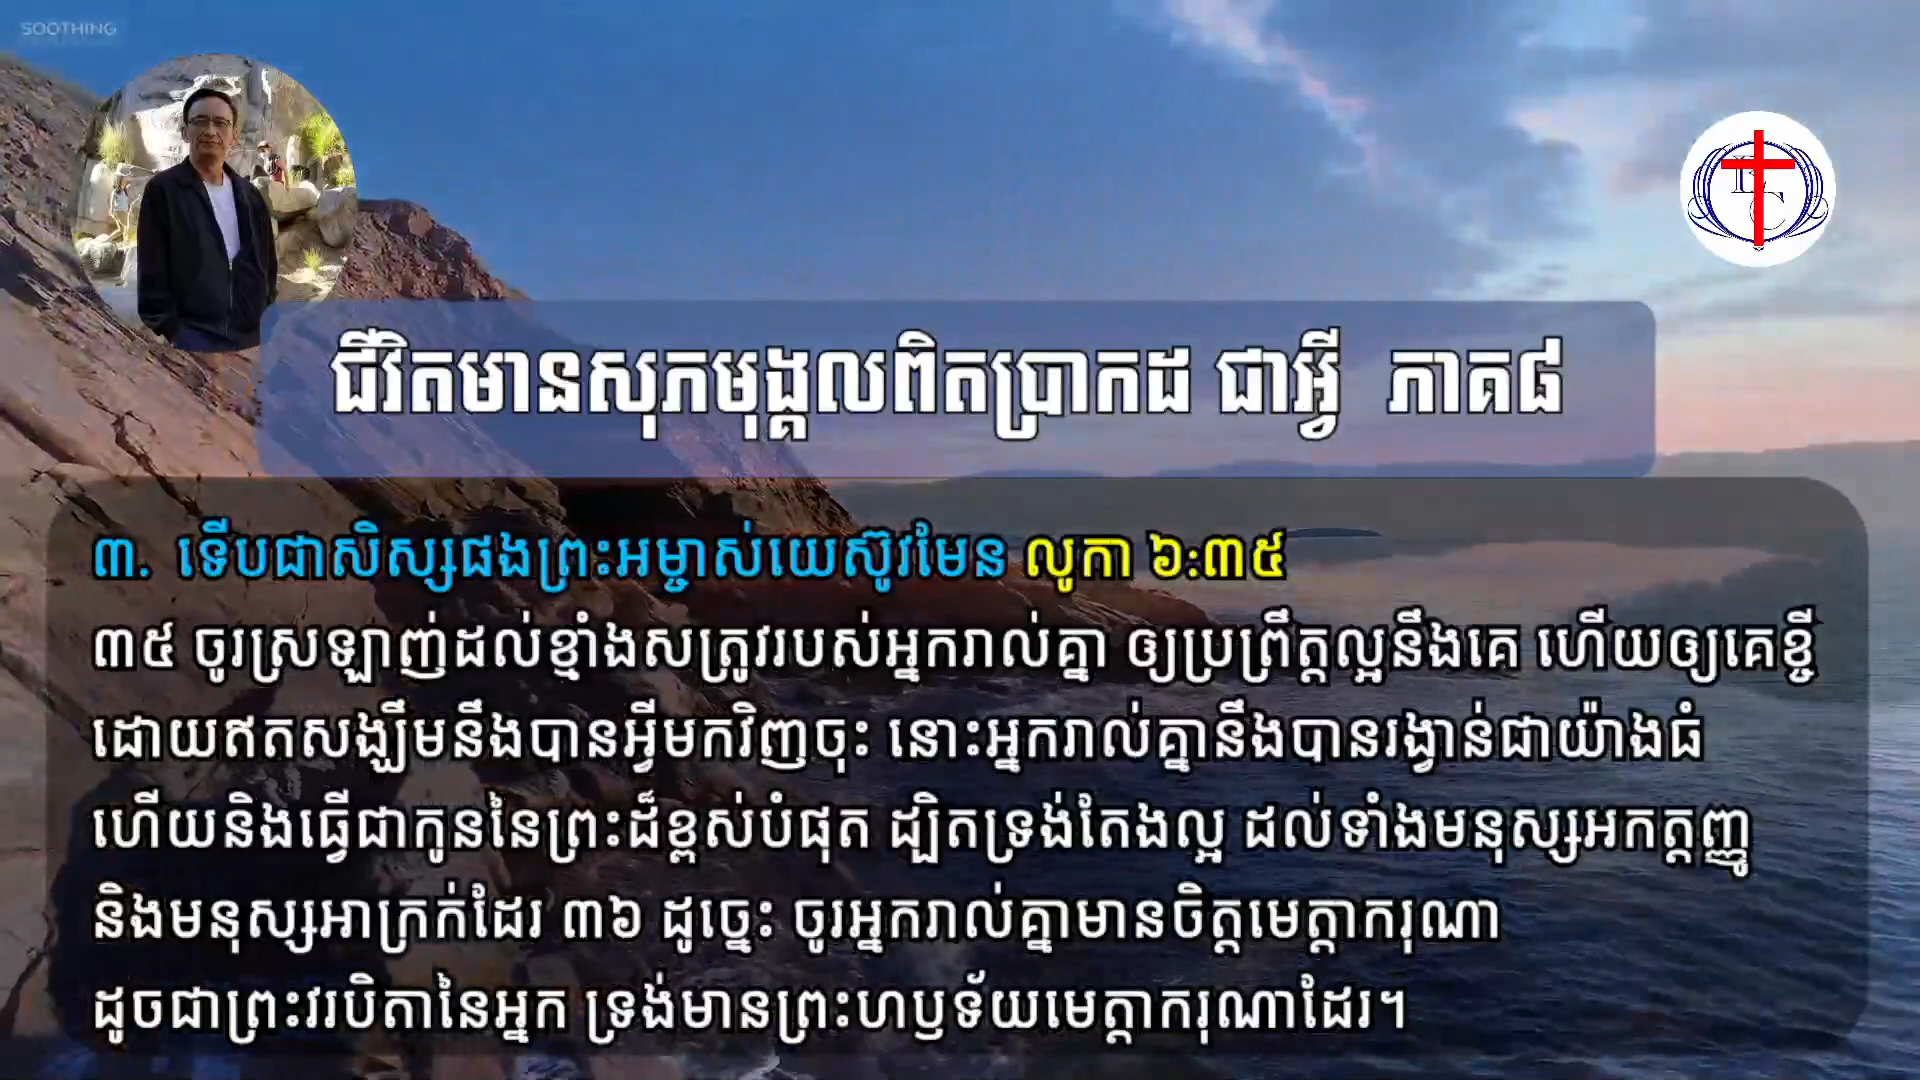 SOOTHING
ជីវិតមានសុភមុង្គលពិតប្រាកដ ជាអ្វី ភាគ៨
៣. ទើបជាសិស្សផងព្រះអម្ចាស់យេស៊ូវមែន លូកា ៦:៣៥
៣៥ ចូរស្រឡាញ់ដល់ខ្មាំងសត្រូវរបស់អ្នករាល់គ្នា ឲ្យប្រព្រឹត្តល្អនឹងគេ ហើយឲ្យគេខ្ចី
ដោយឥតសង្ឃឹមនឹងបានអ្វីមកវិញចុះ នោះអ្នករាល់គ្នានឹងបានរង្វាន់ជាយ៉ាងធំ
ហើយនិងធ្វើជាកូននៃព្រះដ៏ខ្ពស់បំផុត ដ្បិតទ្រង់តែងល្អ ដល់ទាំងមនុស្សអកត្តញ្ញូ
និងមនុស្សអាក្រក់ដែរ ៣៦ ដូច្នេះ ចូរអ្នករាល់គ្នាមានចិត្តមេត្តាករុណា
ដូចជាព្រះវរបិតានៃអ្នក ទ្រង់មានព្រះហឫទ័យមេត្តាករុណាដែរ។